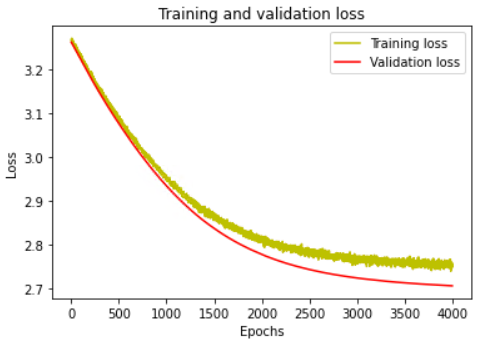 Training and validation loss
Training loss
Validation loss
3.2
3.1
3.0
2.9
2.8
2.7
Loss
0 500 1000 1500 2000 2500 3000 3500 4000
Epochs